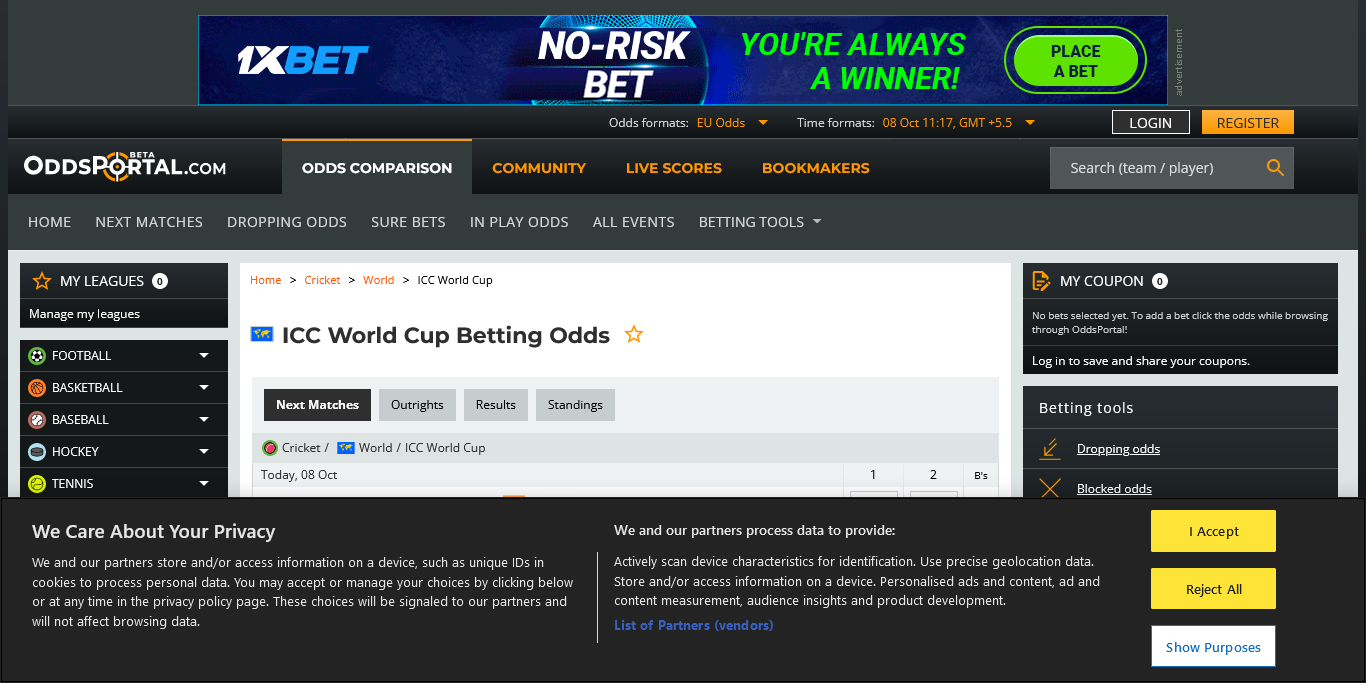 1XBET
NO-RISK
BET
YOU'RE ALWAYS
A WINNER!
PLACE
A BET
advertisement
Odds formats: EU Odds
Time formats: 08 Oct 11:17, GMT +5.5
LOGIN
REGISTER
BETA
ODDSPORTAL.COM
ODDS COMPARISON
COMMUNITY
LIVE SCORES
BOOKMAKERS
Search (team / player)
HOME
NEXT MATCHES
DROPPING ODDS
SURE BETS
IN PLAY ODDS
ALL EVENTS
BETTING TOOLS
MY LEAGUES 0
Manage my leagues
FOOTBALL
BASKETBALL
BASEBALL
HOCKEY
TENNIS
Home > Cricket > World > ICC World Cup
ICC World Cup Betting Odds
Next Matches
Outrights
Results
Standings
Cricket / World / ICC World Cup
Today, 08 Oct 1 2 B's
MY COUPON 0
No bets selected yet. To add a bet click the odds while browsing
through OddsPortal!
Log in to save and share your coupons.
Betting tools
Dropping odds
Blocked odds
We Care About Your Privacy
We and our partners store and/or access information on a device, such as unique IDs in
cookies to process personal data. You may accept or manage your choices by clicking below
or at any time in the privacy policy page. These choices will be signaled to our partners and
will not affect browsing data.
We and our partners process data to provide:
Actively scan device characteristics for identification. Use precise geolocation data.
Store and/or access information on a device. Personalised ads and content, ad and
content measurement, audience insights and product development.
List of Partners (vendors)
I Accept
Reject All
Show Purposes